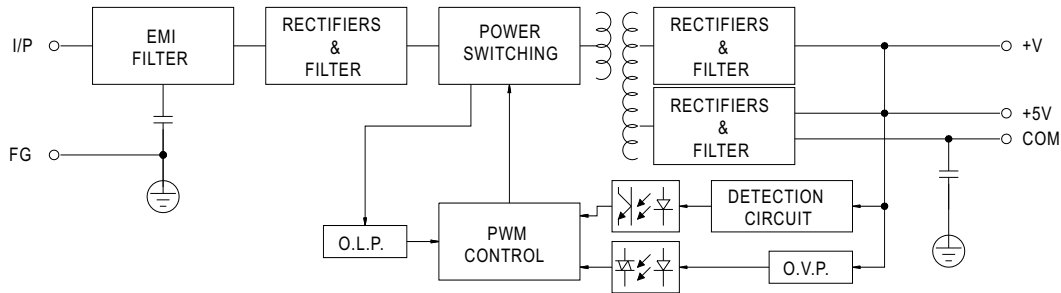 I/P
EMI
FILTER
RECTIFIERS
&
FILTER
POWER
SWITCHING
RECTIFIERS
&
FILTER
+V
RECTIFIERS
&
FILTER
+5V
COM
FG
O.L.P.
PWM
CONTROL
DETECTION
CIRCUIT
O.V.P.